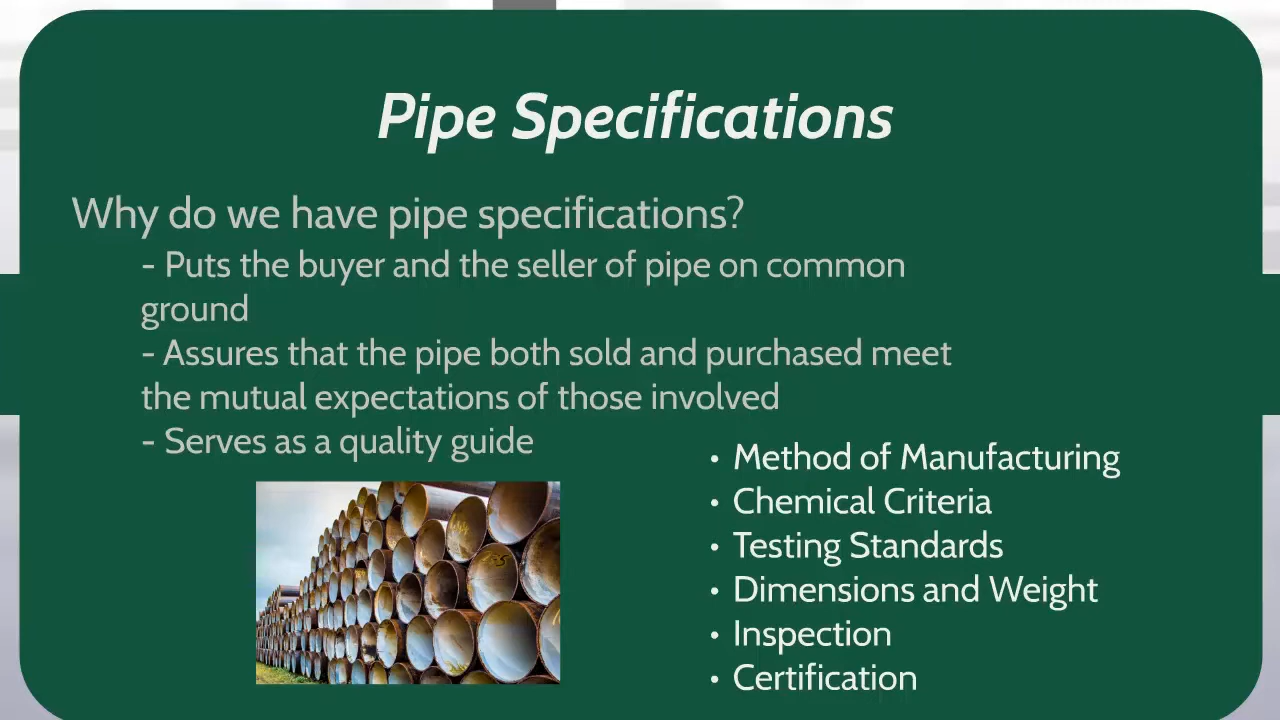 Pipe Specifications
Why do we have pipe specifications?
- Puts the buyer and the seller of pipe on common
ground
- Assures that the pipe both sold and purchased meet
the mutual expectations of those involved
- Serves as a quality guide
• Method of Manufacturing
• Chemical Criteria
• Testing Standards
• Dimensions and Weight
• Inspection
• Certification